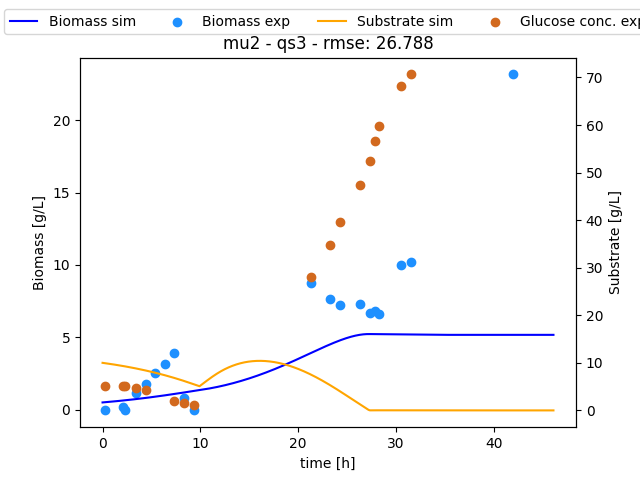 Biomass sim Biomass exp Substrate sim Glucose conc. exp
mu2 - qs3 - rmse: 26.788
Biomass [g/L]
0
5
10
15
20
0
10
20
30
40
50
60
70
Substrate [g/L]
0 10 20 30 40
time [h]